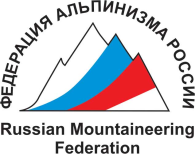 ФЕДЕРАЦИЯ АЛЬПИНИЗМА РОССИИ
Russian Mountaineering
Federation